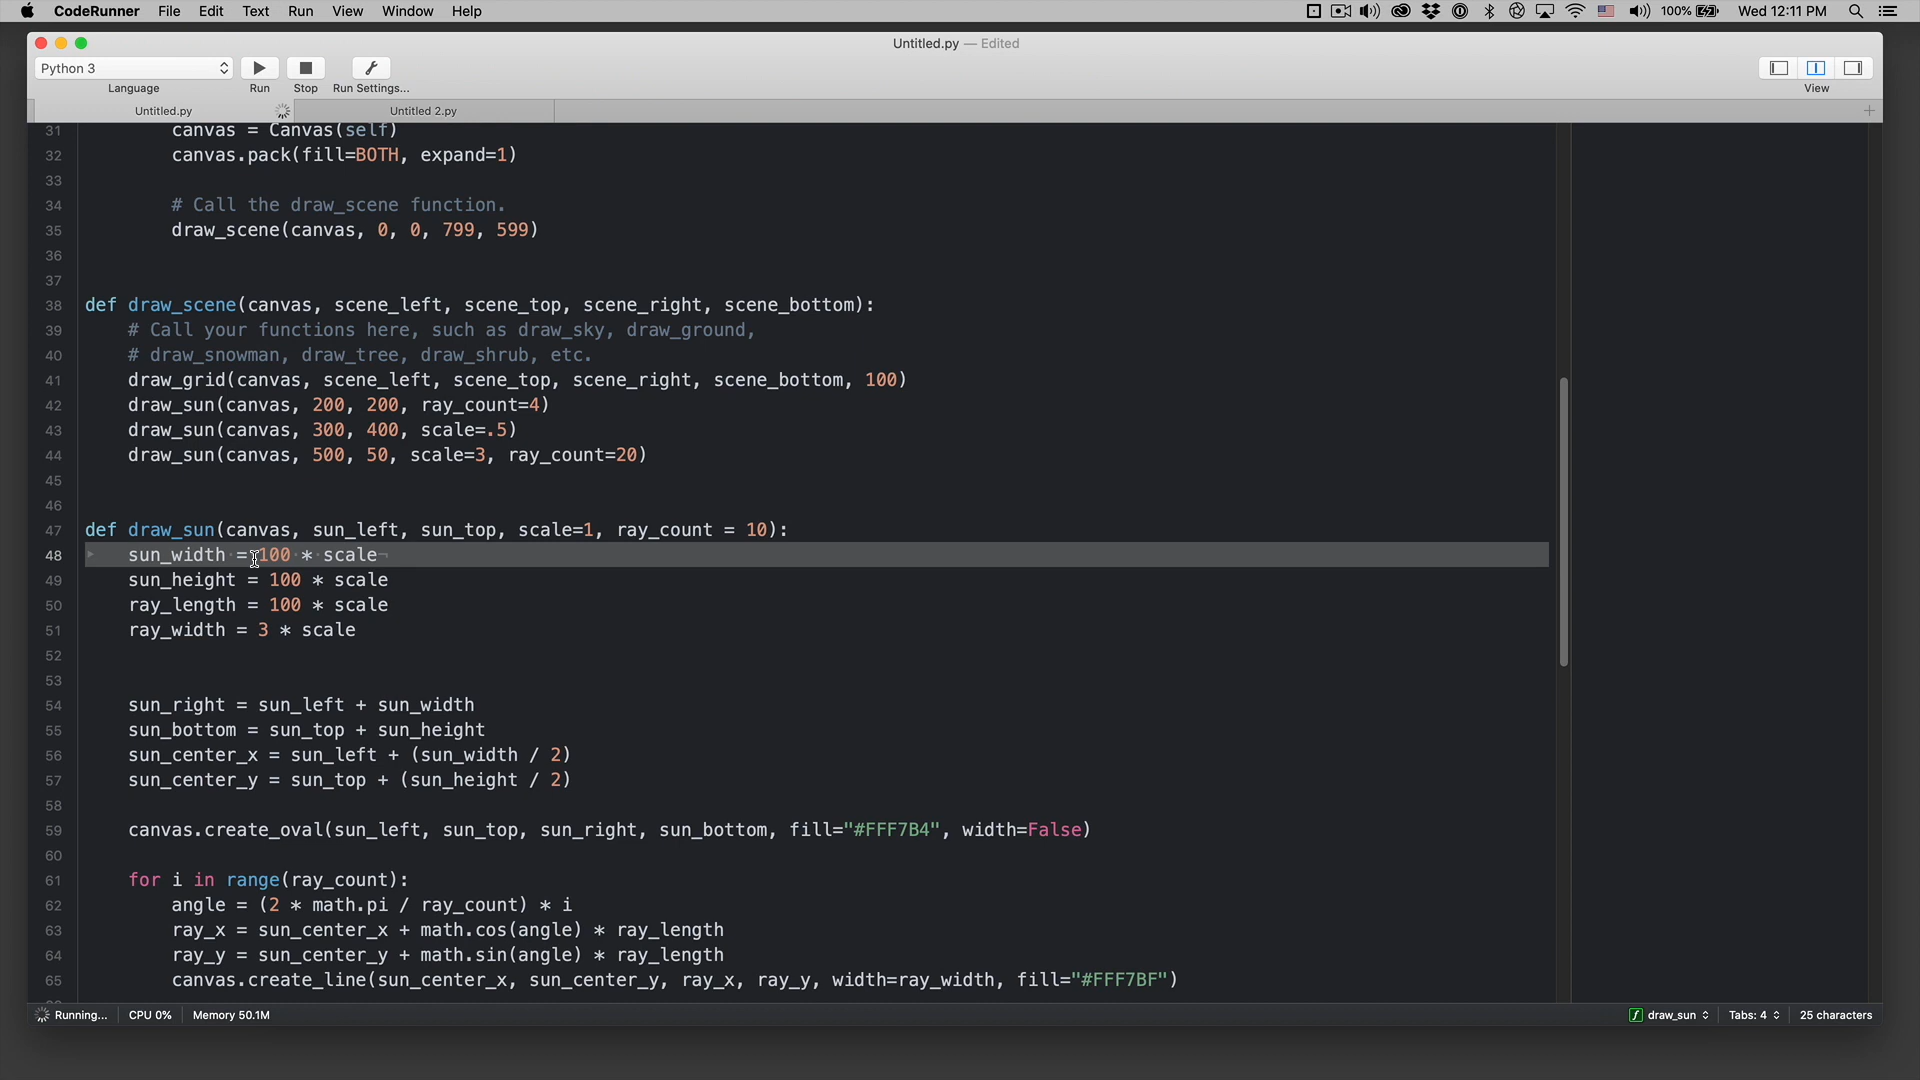 CodeRunner File Edit Text Run View Window Help 100% Wed 12:11 PM
Untitled.py — Edited
Python 3
Language Run Stop Run Settings... View
Untitled.py Untitled 2.py
31 canvas = Canvas(self)
32 canvas.pack(fill=BOTH, expand=1)
33
34 # Call the draw_scene function.
35 draw_scene(canvas, 0, 0, 799, 599)
36
37
38 def draw_scene(canvas, scene_left, scene_top, scene_right, scene_bottom):
39 # Call your functions here, such as draw_sky, draw_ground,
40 # draw_snowman, draw_tree, draw_shrub, etc.
41 draw_grid(canvas, scene_left, scene_top, scene_right, scene_bottom, 100)
42 draw_sun(canvas, 200, 200, ray_count=4)
43 draw_sun(canvas, 300, 400, scale=.5)
44 draw_sun(canvas, 500, 50, scale=3, ray_count=20)
45
46
47 def draw_sun(canvas, sun_left, sun_top, scale=1, ray_count = 10):
48 sun_width = 100 * scale¬
49 sun_height = 100 * scale
50 ray_length = 100 * scale
51 ray_width = 3 * scale
52
53
54 sun_right = sun_left + sun_width
55 sun_bottom = sun_top + sun_height
56 sun_center_x = sun_left + (sun_width / 2)
57 sun_center_y = sun_top + (sun_height / 2)
58
59 canvas.create_oval(sun_left, sun_top, sun_right, sun_bottom, fill="#FFF7B4", width=False)
60
61 for i in range(ray_count):
62 angle = (2 * math.pi / ray_count) * i
63 ray_x = sun_center_x + math.cos(angle) * ray_length
64 ray_y = sun_center_y + math.sin(angle) * ray_length
65 canvas.create_line(sun_center_x, sun_center_y, ray_x, ray_y, width=ray_width, fill="#FFF7BF")
Running... CPU 0% Memory 50.1M f draw_sun Tabs: 4 25 characters